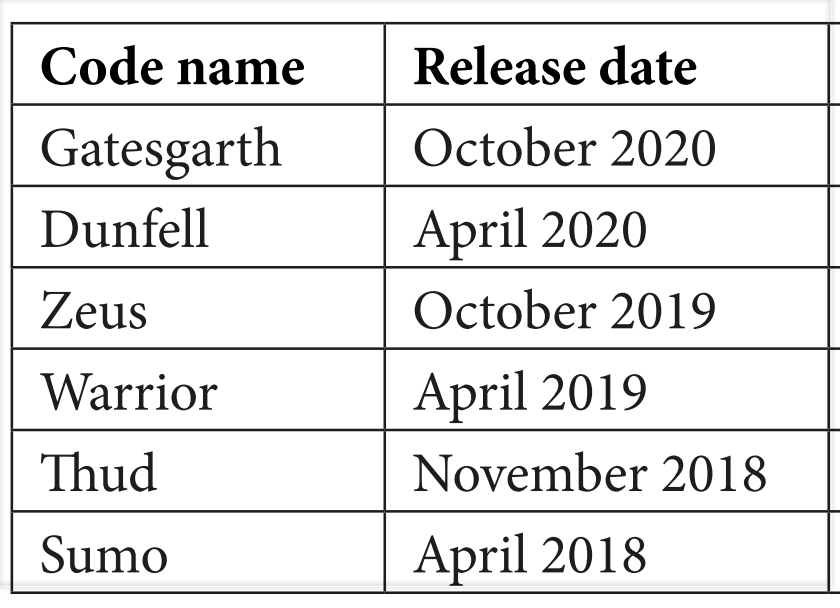 Code name Release date
Gatesgarth October 2020
Dunfell April 2020
Zeus October 2019
Warrior April 2019
Thud November 2018
Sumo April 2018